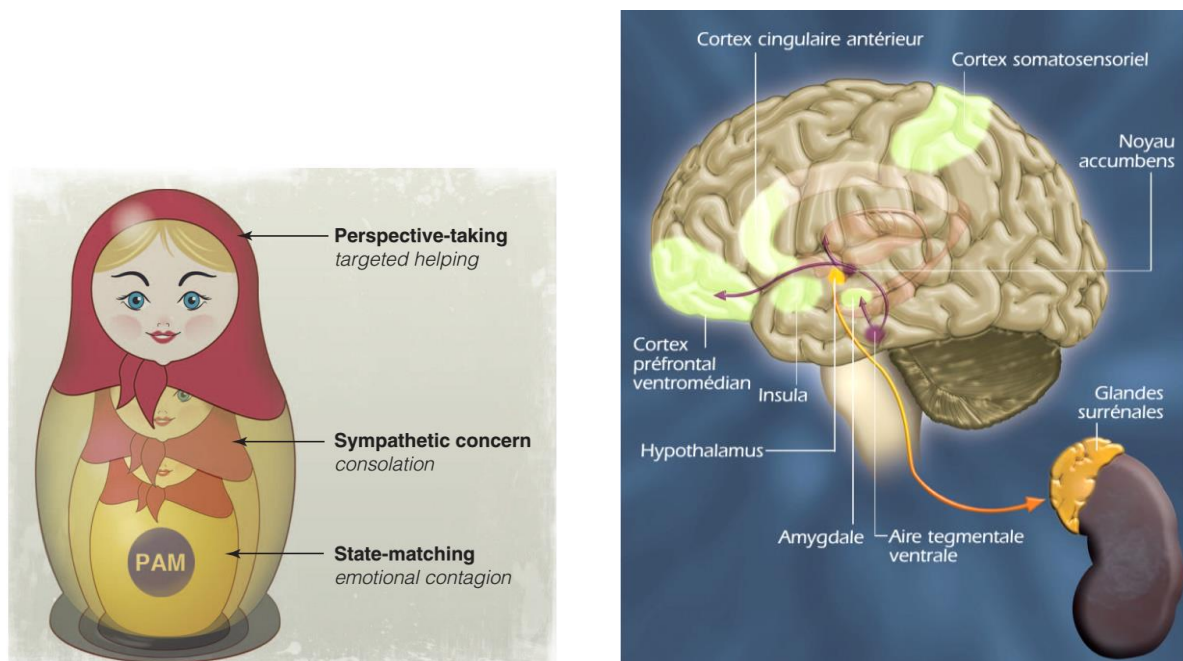 Perspective-taking
targeted helping
Sympathetic concern
consolation
PAM
State-matching
emotional contagion
Cortex cingulaire antérieur
Cortex somatosensoriel
Noyau
accumbens
Cortex
préfrontal
ventromédian
Insula
Glandes
surrénales
Hypothalamus
Amygdale
Aire tegmentale
ventrale